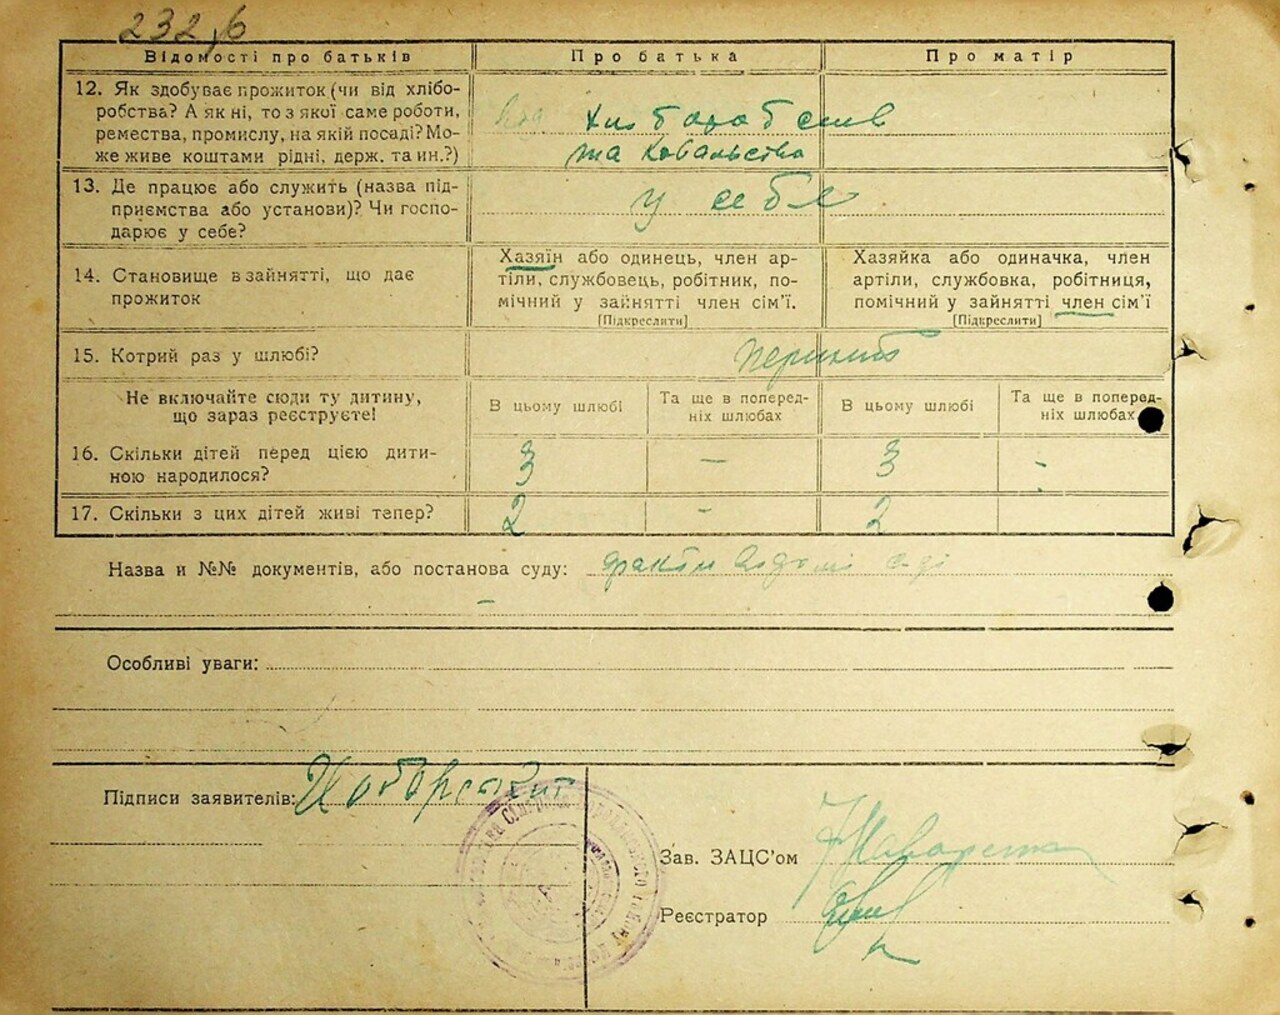 232,б
Відомості про батьків
Про батька
Про матір
12. Як здобуває прожиток (чи від хлібо-
робства? А як ні, то з якої саме роботи,
ремества, промислу, на якій посаді? Мо-
же живе коштами рідні, держ. та ин.?)
та ковальство
13. Де працює або служить (назва під-
приємства або установи)? Чи госпо-
дарює у себе?
у себе
14. Становище в зайнятті, що дає
прожиток
Хазяїн або одинець, член ар-
тіли, службовець, робітник, по-
мічний у зайнятті член сім'ї.
[Підкреслити]
Хазяйка або одиначка, член
артіли, службовка, робітниця,
помічний у зайнятті член сім'ї
[Підкреслити]
15. Котрий раз у шлюбі?
Не включайте сюди ту дитину,
що зараз реєструєте!
В цьому шлюбі
Та ще в поперед-
ніх шлюбах
В цьому шлюбі
Та ще в поперед-
ніх шлюбах
16. Скільки дітей перед цією дити-
ною народилося?
3 - 3 -
17. Скільки з цих дітей живі тепер?
2 - 2
Назва и №№ документів, або постанова суду:
-
Особливі уваги:
Підписи заявителів:
Зав. ЗАЦС'ом
Реєстратор